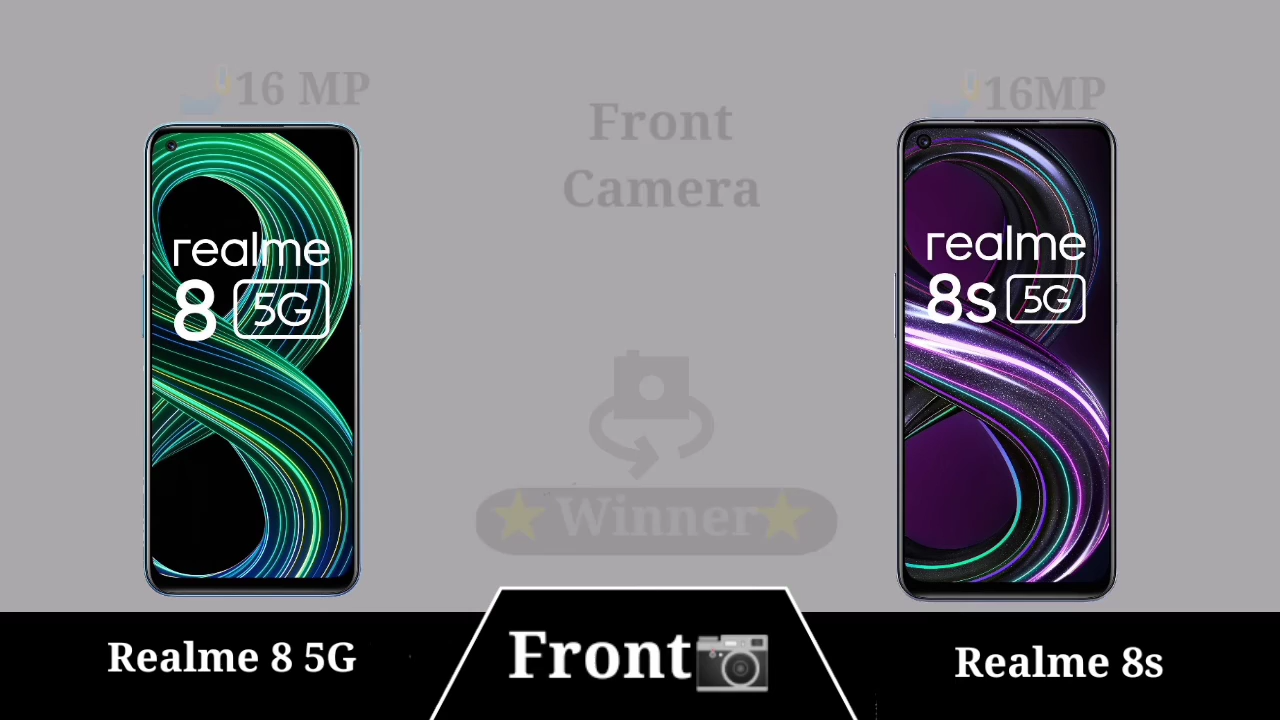 16 MP
16MP
Front
Camera
realme
8 5G
realme
8s 5G
Winner
Front
Realme 8 5G
Realme 8s